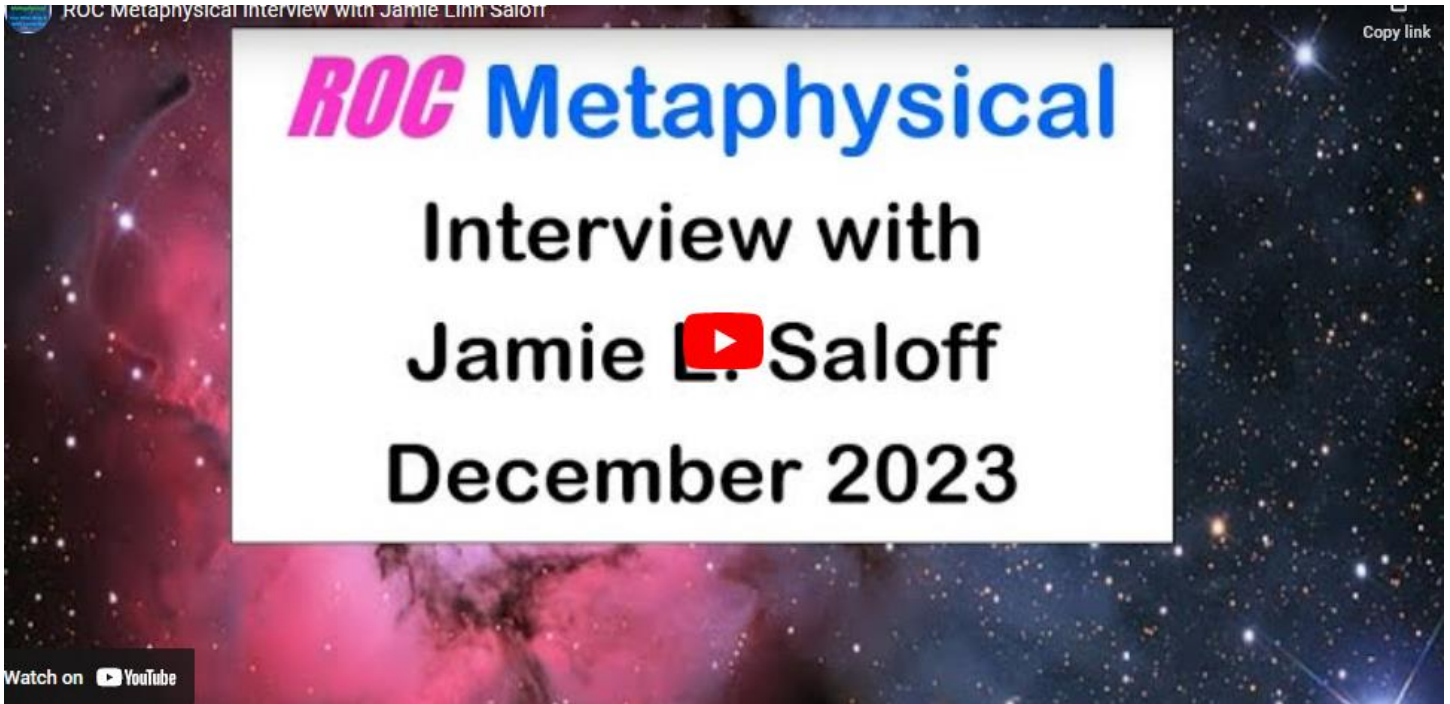 ROC Metaphysical Interview with Jamie Linn Saloff
Copy link
ROC Metaphysical
Interview with
Jamie L. Saloff
December 2023
Watch on YouTube